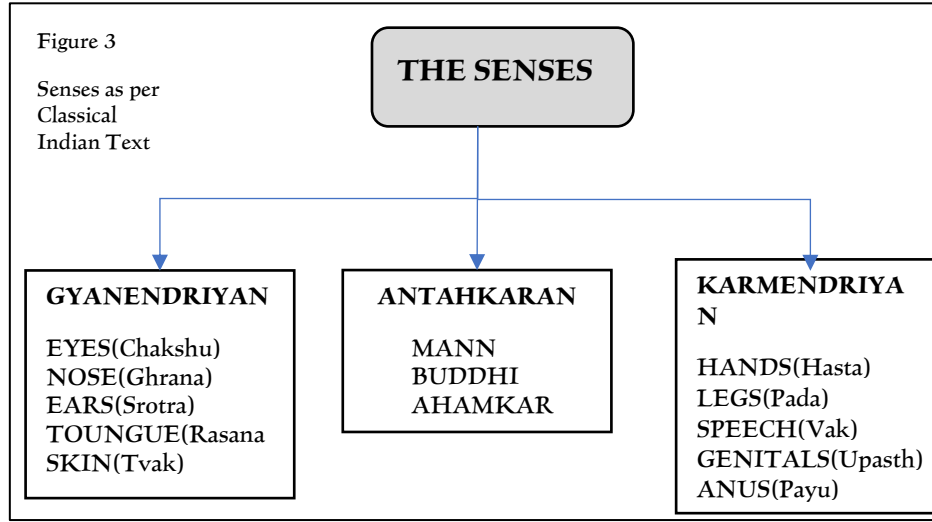 Figure 3
Senses as per
Classical
Indian Text
THE SENSES
GYANENDRIYAN
EYES(Chakshu)
NOSE(Ghrana)
EARS(Srotra)
TOUNGUE(Rasana
SKIN(Tvak)
ANTAHKARAN
MANN
BUDDHI
AHAMKAR
KARMENDRIYA
N
HANDS(Hasta)
LEGS(Pada)
SPEECH(Vak)
GENITALS(Upasth)
ANUS(Payu)